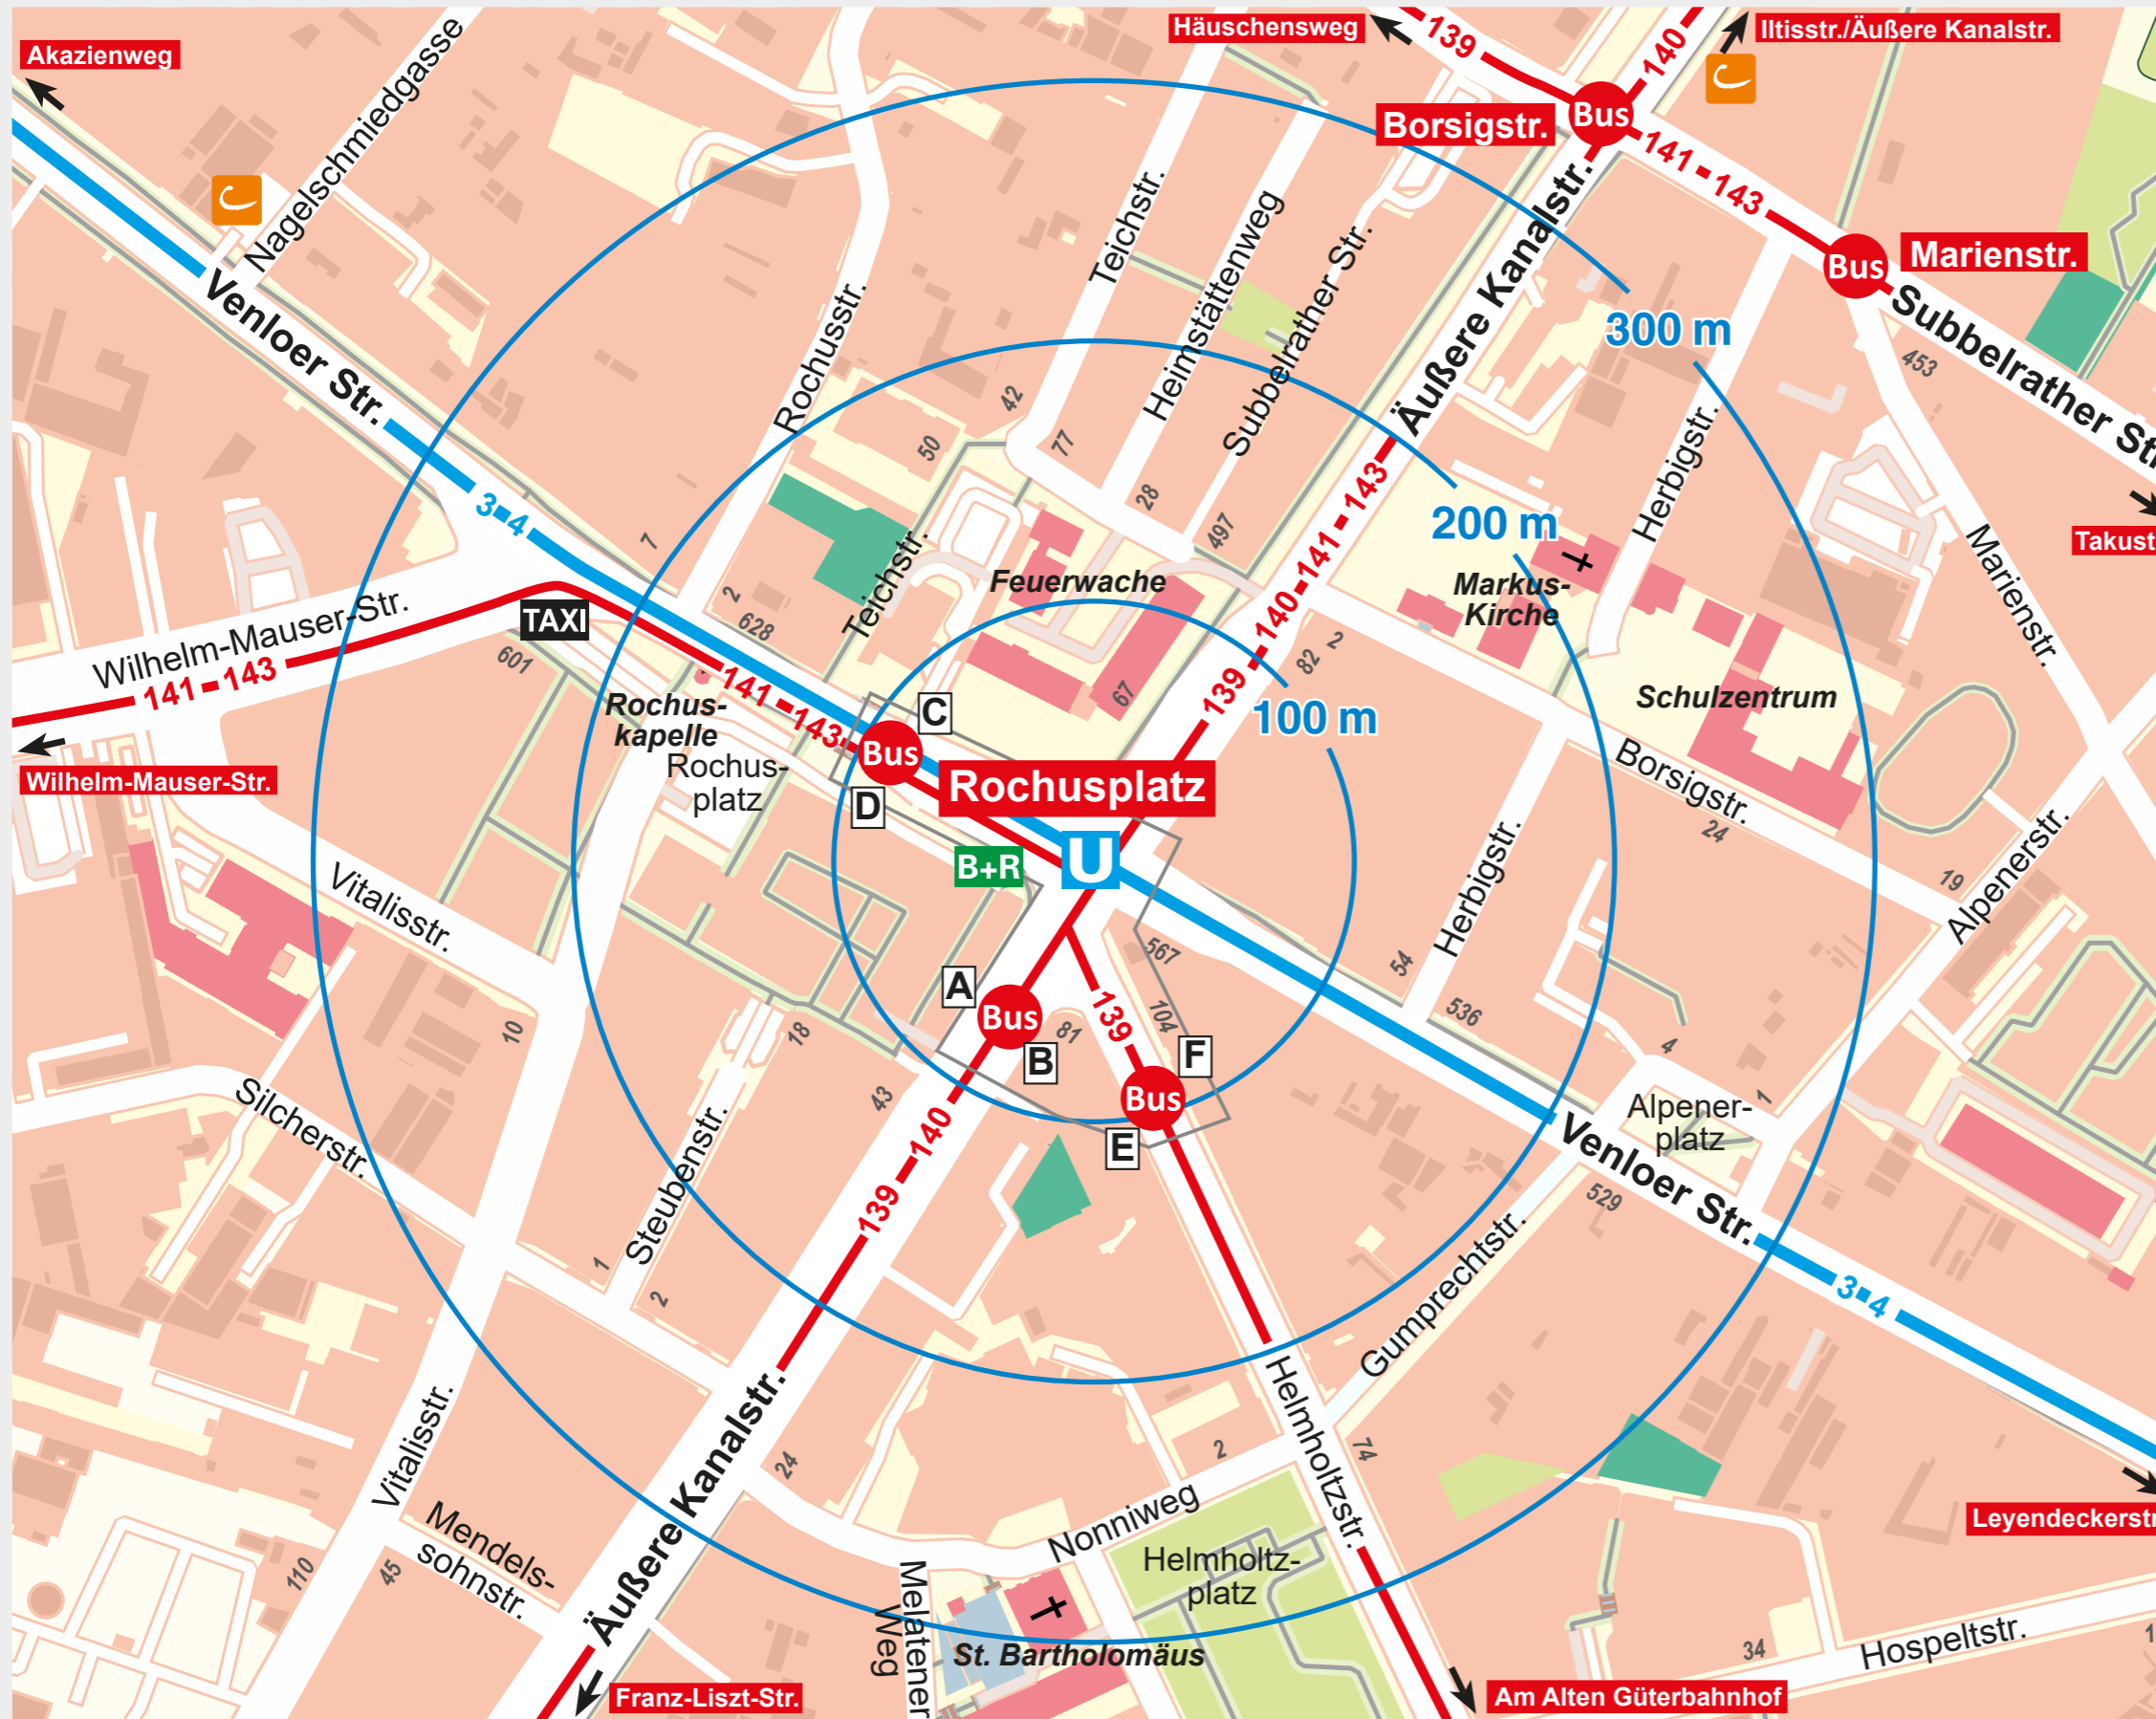 Akazienweg
Häuschensweg
139
140
Iltisstr./Äußere Kanalstr.
Borsigstr.
Bus
141
143
Nagelschmiedgasse
Teichstr.
Heimstättenweg
Subbelrather Str.
Äußere Kanalstr.
Bus
Marienstr.
Venloer Str.
Rochusstr.
300 m
453
Subbelrather Str
42
50
77
28
497
139
140
141
143
200 m
Herbigstr.
Takust
Marienstr.
3
4
7
2
628
Teichstr.
Feuerwache
67
82
2
Markus-
Kirche
Schulzentrum
Wilhelm-Mauser-Str.
TAXI
601
141
143
Wilhelm-Mauser-Str.
Rochus-
kapelle
Rochus-
platz
141
143
Bus
C
D
Rochusplatz
100 m
U
B+R
Borsigstr.
24
19
Alpenerstr.
Vitalisstr.
10
18
43
A
Bus
B
81
139
567
104
F
Bus
E
54
Herbigstr.
536
4
1
Alpener-
platz
Venloer Str.
529
Silcherstr.
1
2
Steubenstr.
139
140
Gumprechtstr.
3
4
Vitalisstr.
Äußere Kanalstr.
24
Helmholtzstr.
2
74
Nonniweg
Helmholtz-
platz
Leyendeckerstr
Mendels-
sohnstr.
110
45
Melatener
Weg
St. Bartholomäus
34
Hospeltstr.
1
Franz-Liszt-Str.
Am Alten Güterbahnhof